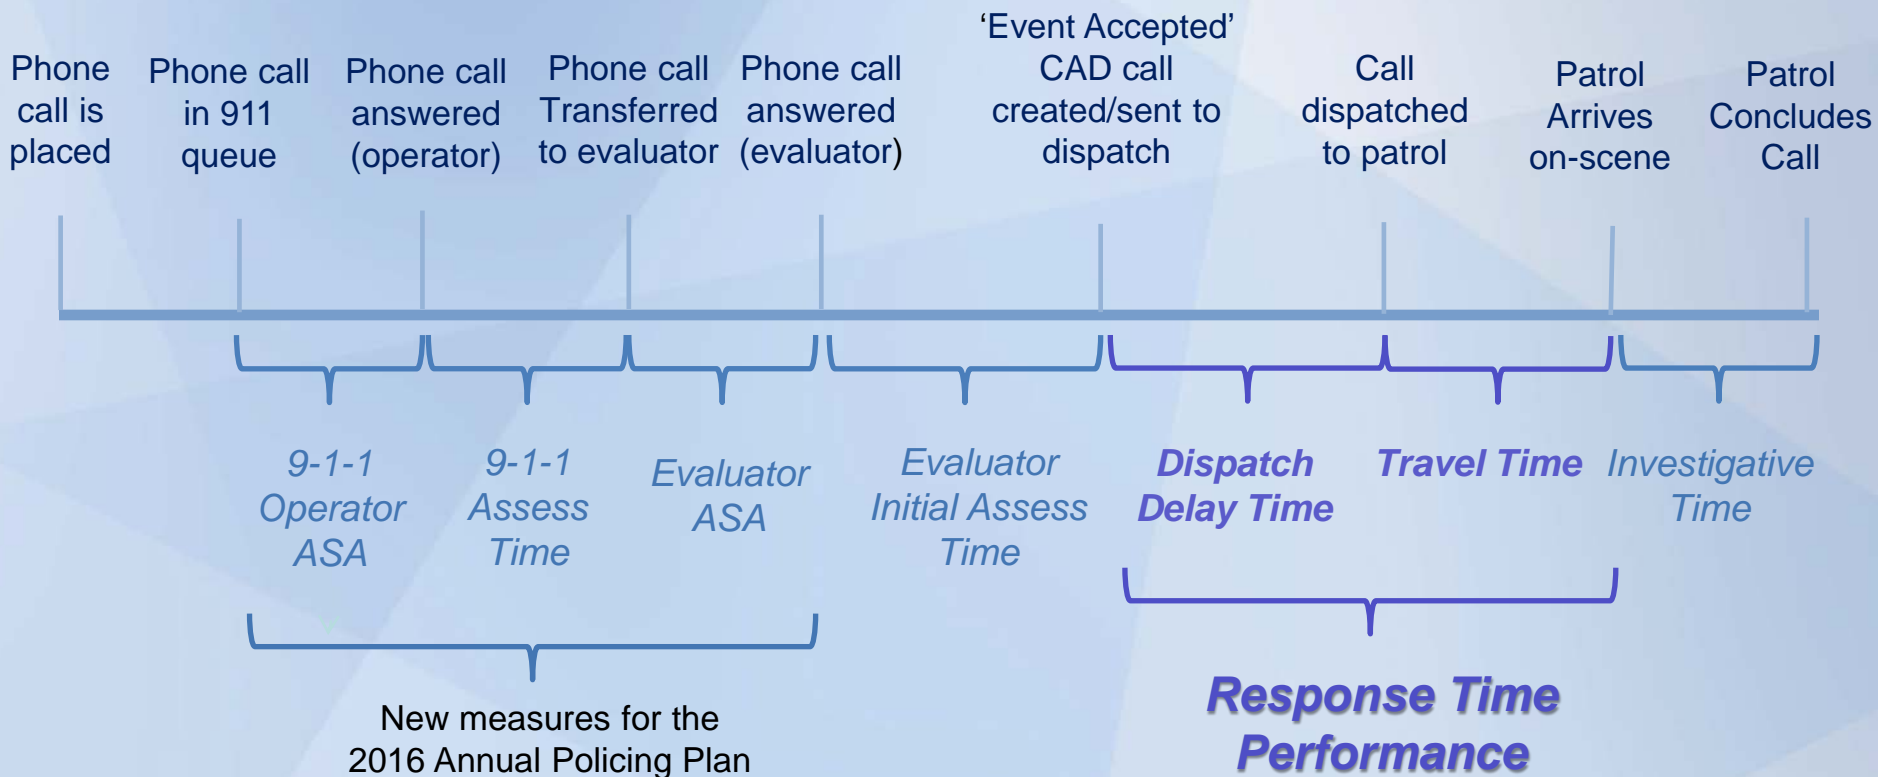 Phone
call is
placed
Phone call
in 911
queue
Phone call
answered
(operator)
Phone call
Transferred
to evaluator
Phone call
answered
(evaluator)
‘Event Accepted’
CAD call
created/sent to
dispatch
Call
dispatched
to patrol
Patrol
Arrives
on-scene
Patrol
Concludes
Call
9-1-1
Operator
ASA
9-1-1
Assess
Time
Evaluator
ASA
Evaluator
Initial Assess
Time
Dispatch
Delay Time
Travel Time
Investigative
Time
New measures for the
2016 Annual Policing Plan
Response Time
Performance